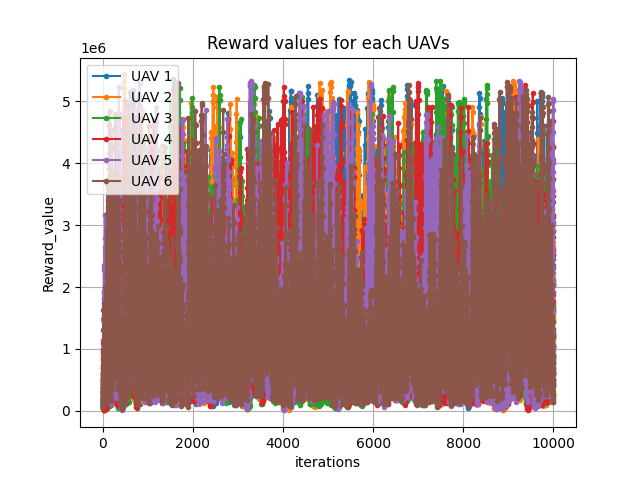 Reward values for each UAVs
1e6
UAV 1
UAV 2
UAV 3
UAV 4
UAV 5
UAV 6
5
4
3
2
1
0
Reward_value
0 2000 4000 6000 8000 10000
iterations